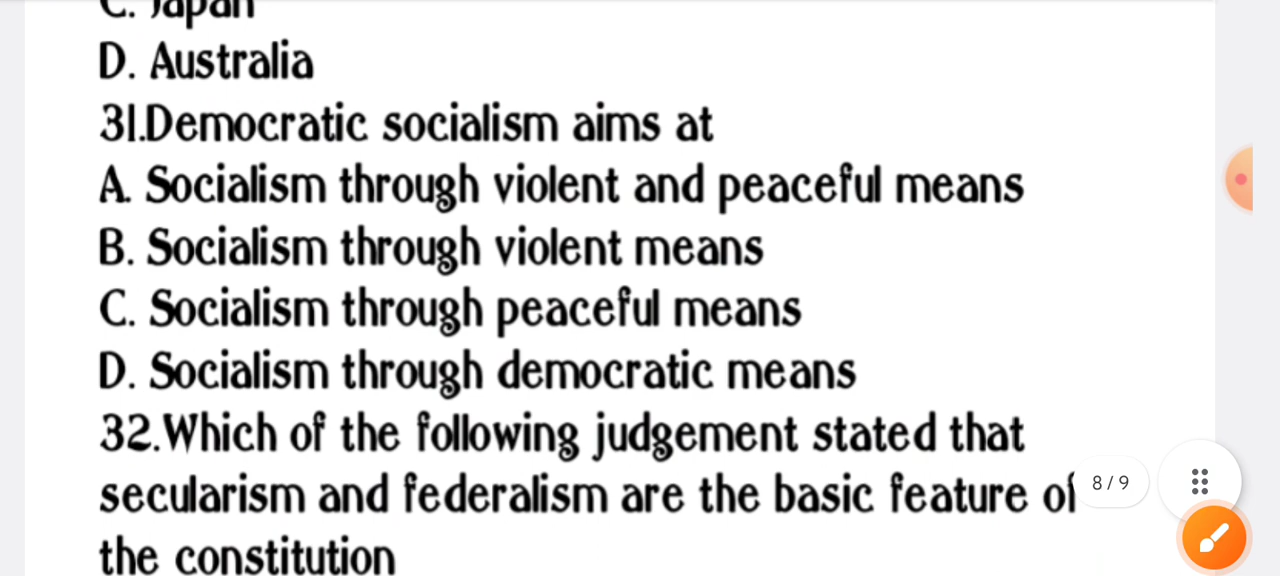 C. Japan
D. Australia
31.Democratic socialism aims at
A. Socialism through violent and peaceful means
B. Socialism through violent means
C. Socialism through peaceful means
D. Socialism through democratic means
32.Which of the following judgement stated that
secularism and federalism are the basic feature of
8/9
the constitution